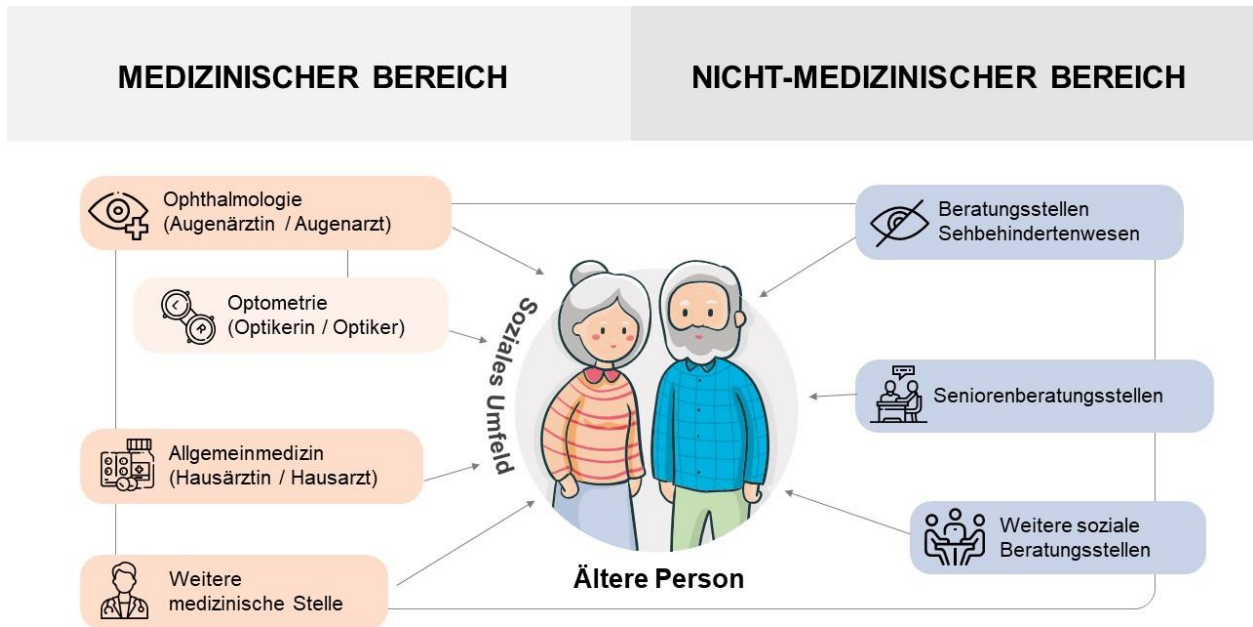 MEDIZINISCHER BEREICH
NICHT-MEDIZINISCHER BEREICH
Ophthalmologie
(Augenärztin / Augenarzt)
Optometrie
(Optikerin / Optiker)
Allgemeinmedizin
(Hausärztin / Hausarzt)
Weitere
medizinische Stelle
Soziales Umfeld
Ältere Person
Beratungsstellen
Sehbehindertenwesen
Seniorenberatungsstellen
Weitere soziale
Beratungsstellen